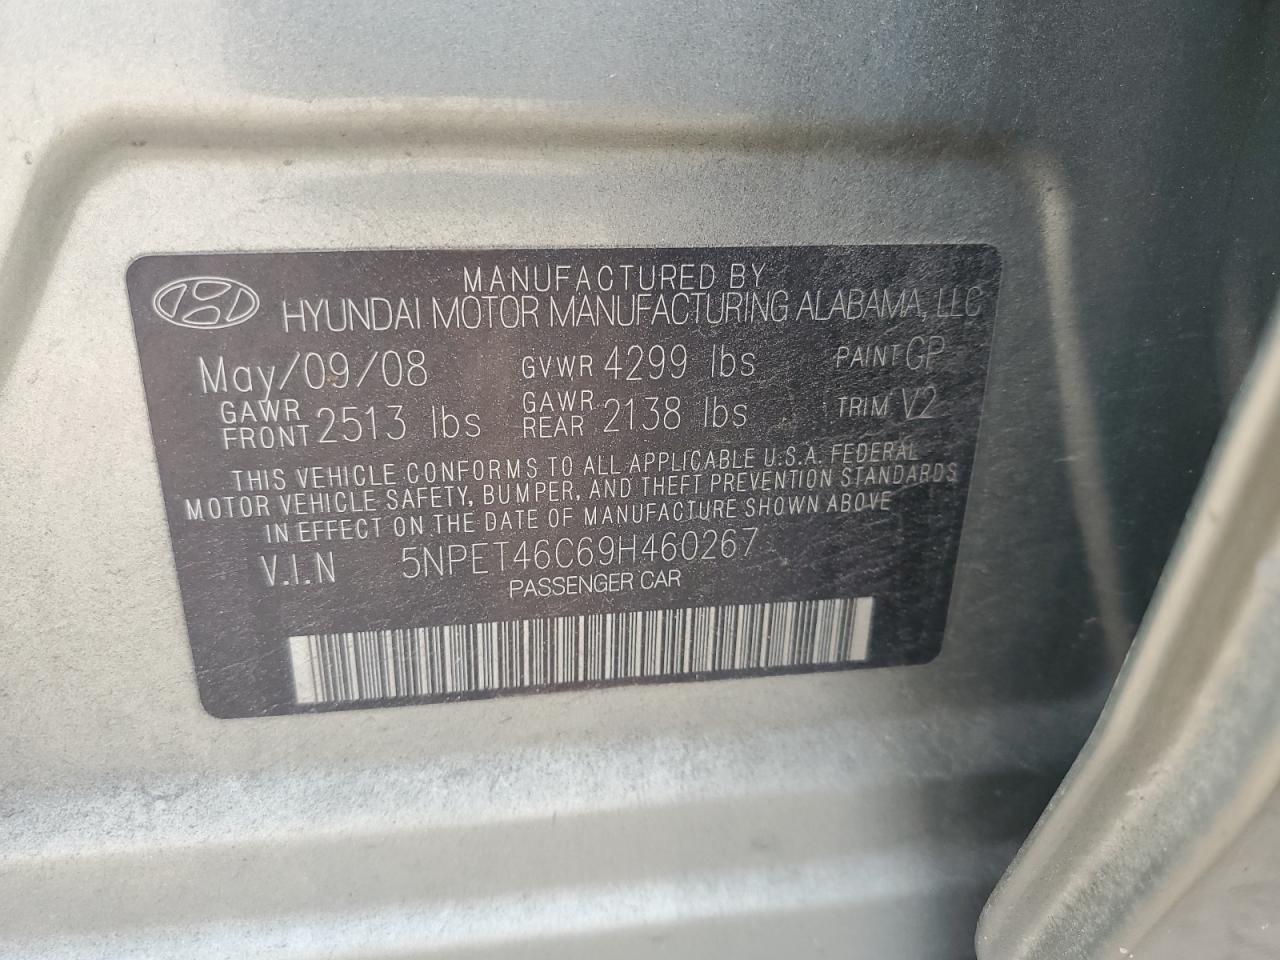 MANUFACTURED BY
HYUNDAI MOTOR MANUFACTURING ALABAMA, LLC
May/09/08 GVWR 4299 lbs PAINT CP
GAWR FRONT 2513 lbs GAWR REAR 2138 lbs TRIM V2
THIS VEHICLE CONFORMS TO ALL APPLICABLE U.S.A. FEDERAL
MOTOR VEHICLE SAFETY, BUMPER, AND THEFT PREVENTION STANDARDS
IN EFFECT ON THE DATE OF MANUFACTURE SHOWN ABOVE
V.I.N 5NPET46C69H460267
PASSENGER CAR